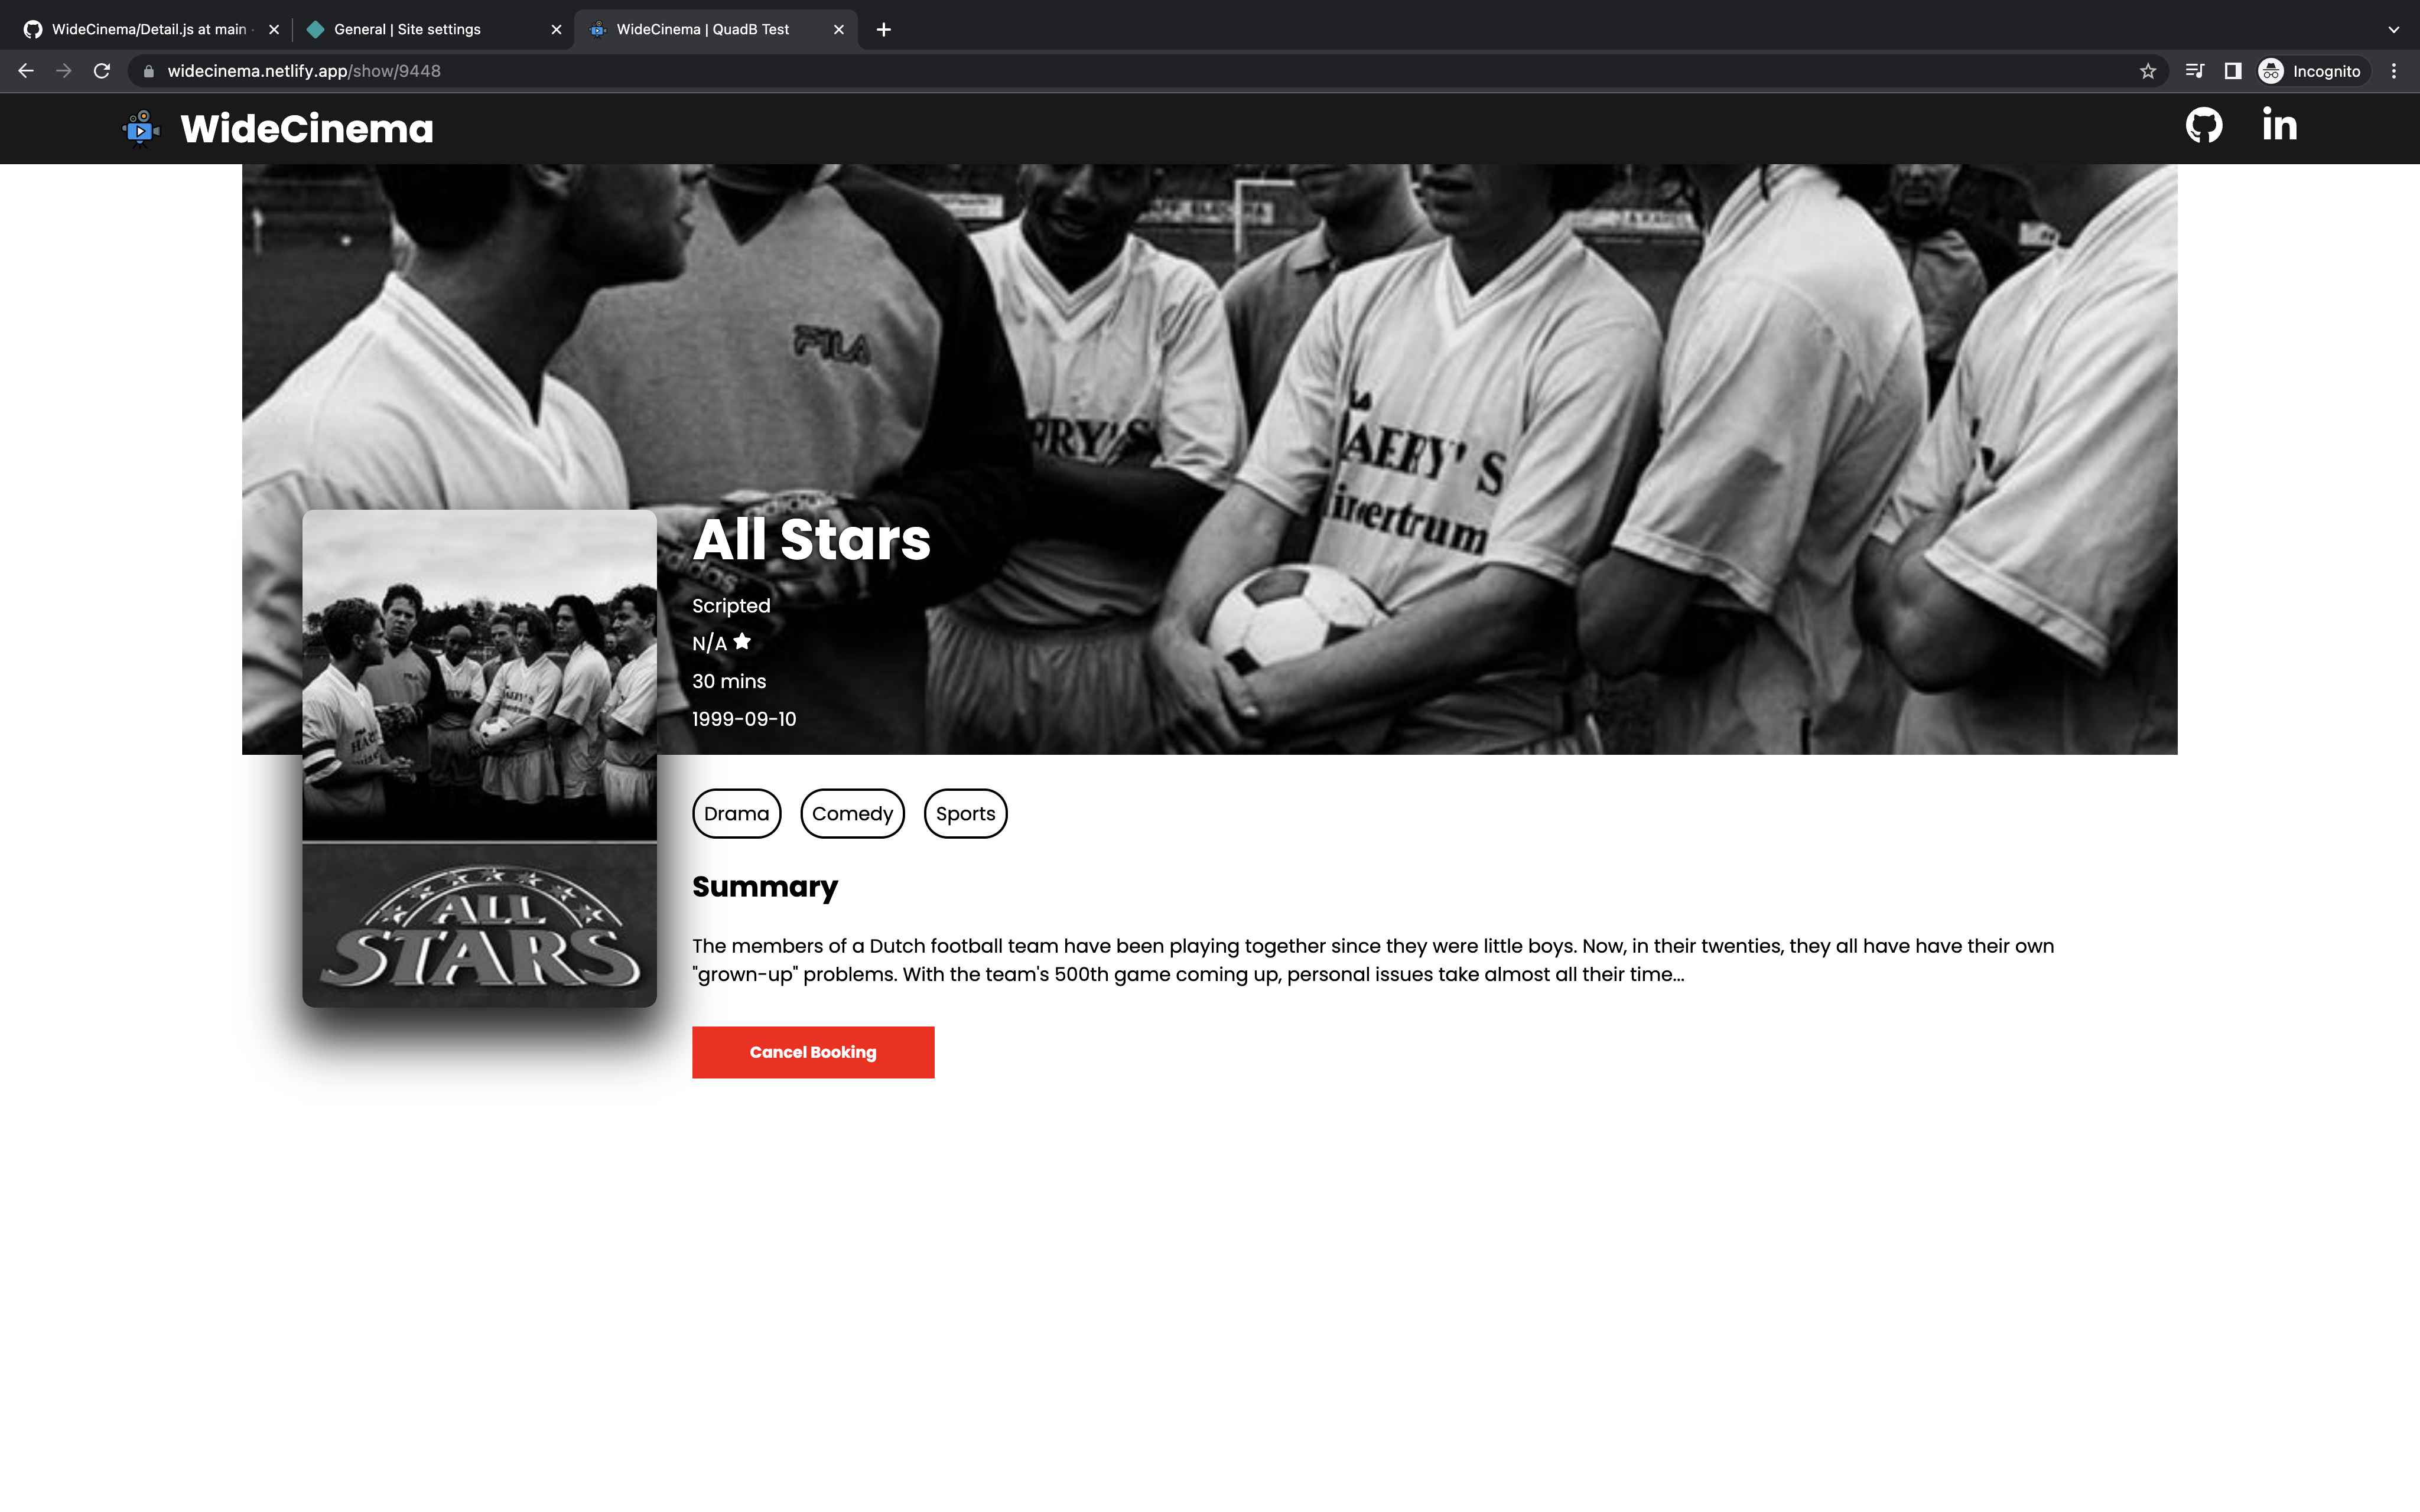 WideCinema/Detail.js at main ·
General | Site settings
WideCinema | QuadB Test
widecinema.netlify.app/show/9448
Incognito
WideCinema
in
FILA
RRY'S
AERY' S
adidas
All Stars
Scripted
N/A
30 mins
1999-09-10
ALL
STARS
Drama
Comedy
Sports
Summary
The members of a Dutch football team have been playing together since they were little boys. Now, in their twenties, they all have have their own
"grown-up" problems. With the team's 500th game coming up, personal issues take almost all their time...
Cancel Booking